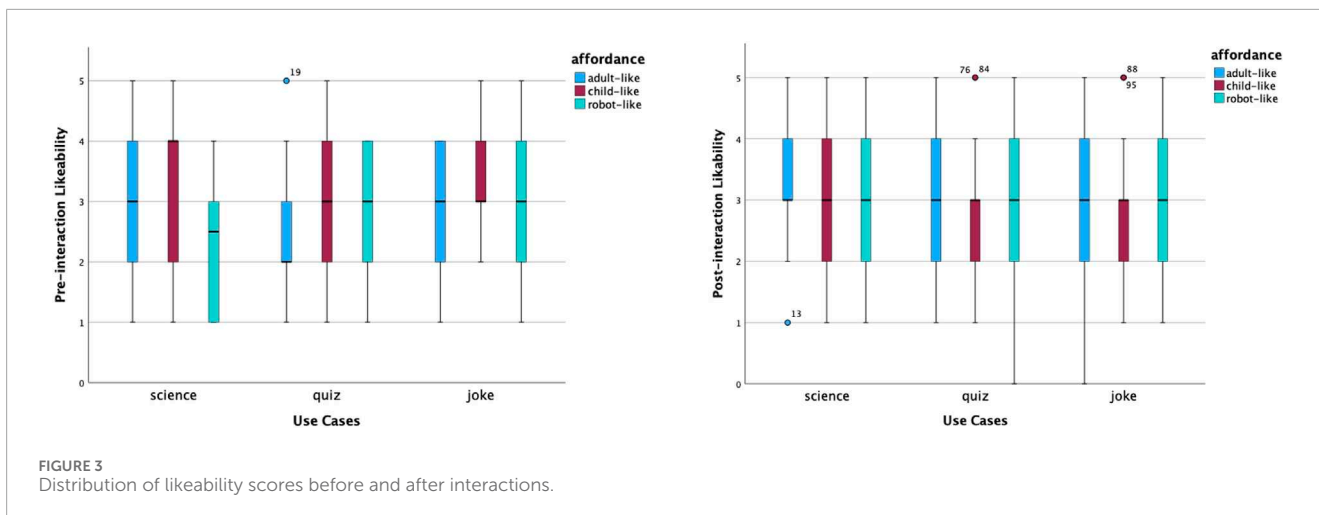 affordance
adult-like
child-like
robot-like
19
5
4
3
2
1
0
Pre-interaction Likeability
science quiz joke
Use Cases
affordance
adult-like
child-like
robot-like
76 84
88
95
13
5
4
3
2
1
0
Post-interaction Likability
science quiz joke
Use Cases
FIGURE 3
Distribution of likeability scores before and after interactions.